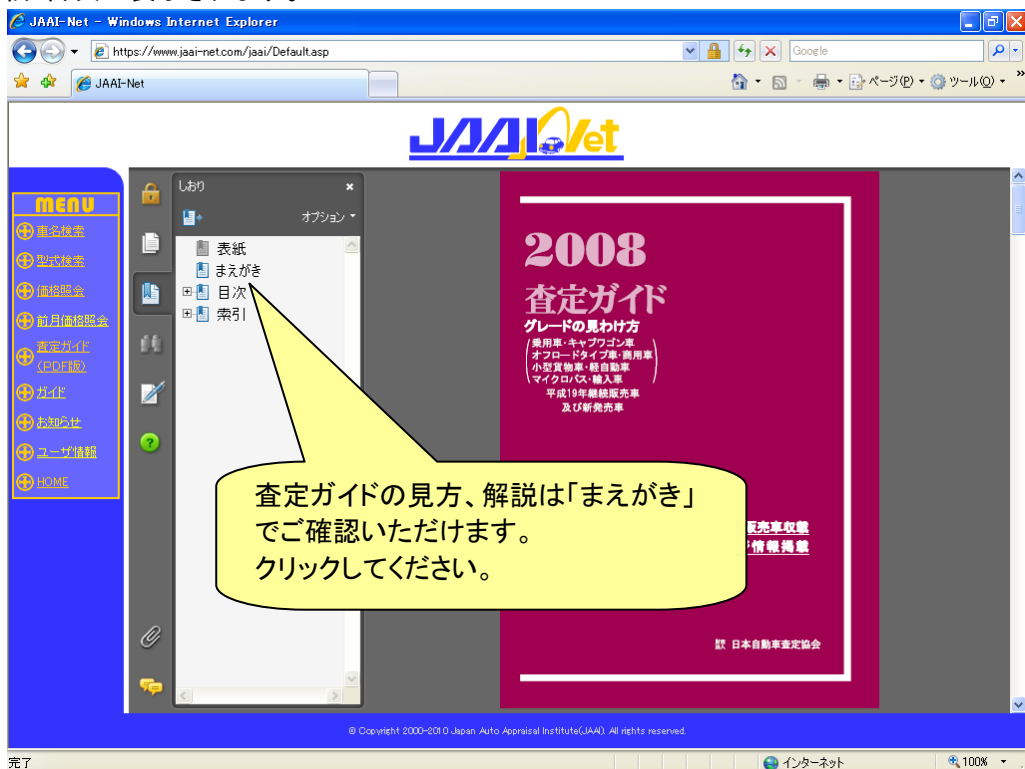 JAAI-Net - Windows Internet Explorer
https://www.jaai-net.com/jaai/Default.asp
Google
JAAI-Net
ページ(P)
ツール(O)
JAAI Net
MENU
車名検索
型式検索
価格照会
前月価格照会
査定ガイド
(PDF版)
ガイド
お知らせ
ユーザ情報
HOME
しおり
オプション
表紙
まえがき
目次
索引
2008
査定ガイド
グレードの見わけ方
乗用車・キャブワゴン車
オフロードタイプ車・商用車
小型貨物車・軽自動車
マイクロバス・輸入車
平成19年継続販売車
及び新発売車
販売車収載
情報掲載
日本自動車査定協会
査定ガイドの見方、解説は「まえがき」
でご確認いただけます。
クリックしてください。
© Copyright 2000-2010 Japan Auto Appraisal Institute(JAAI). All rights reserved.
完了
インターネット
100%